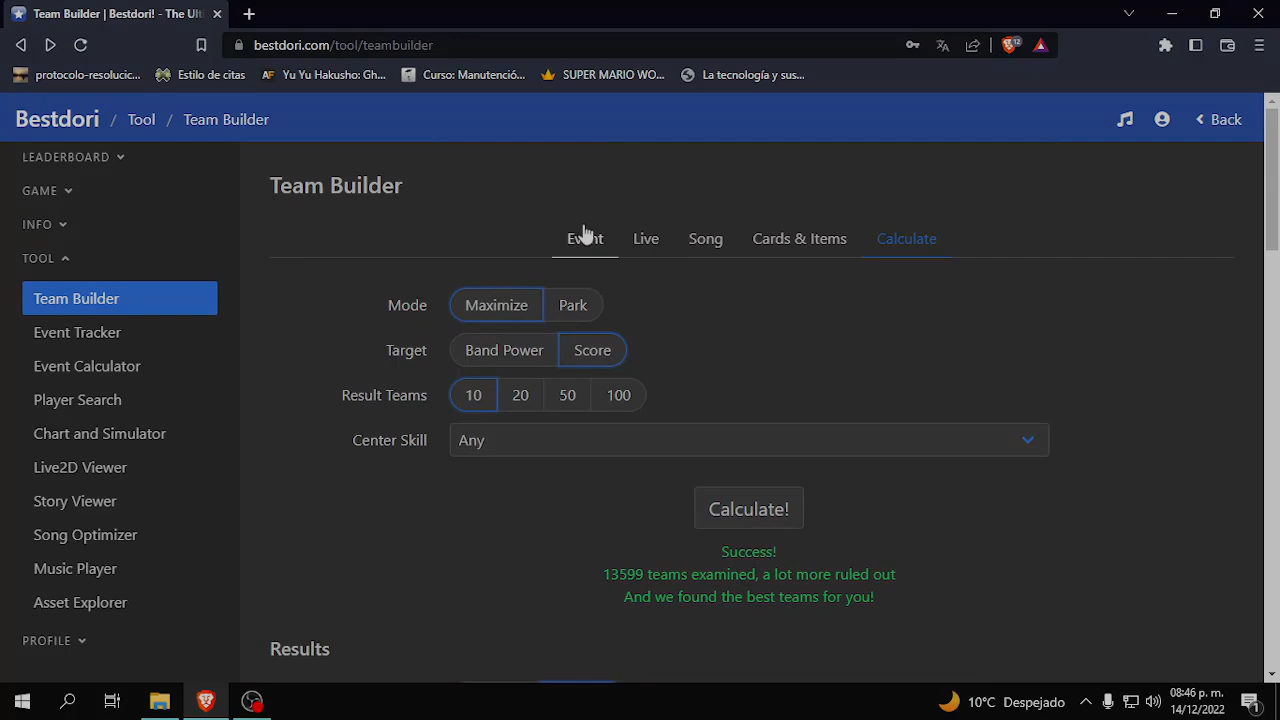 Team Builder | Bestdori! - The Ulti
bestdori.com/tool/teambuilder
12
protocolo-resolucic...
Estilo de citas
AF
Yu Yu Hakusho: Gh...
Curso: Manutenció...
SUPER MARIO WO...
La tecnología y sus...
Bestdori / Tool / Team Builder
Back
LEADERBOARD
GAME
INFO
TOOL
Team Builder
Event Tracker
Event Calculator
Player Search
Chart and Simulator
Live2D Viewer
Story Viewer
Song Optimizer
Music Player
Asset Explorer
PROFILE
Team Builder
Event Live Song Cards & Items Calculate
Mode Maximize Park
Target Band Power Score
Result Teams 10 20 50 100
Center Skill Any
Calculate!
Success!
13599 teams examined, a lot more ruled out
And we found the best teams for you!
Results
10°C Despejado
08:46 p. m.
14/12/2022
1